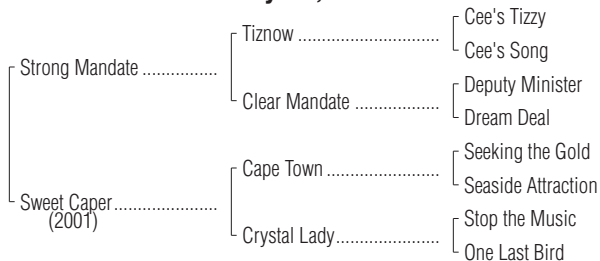 Cee's Tizzy
Tiznow ..............................
Cee's Song
Strong Mandate ................
Deputy Minister
Clear Mandate ..................
Dream Deal
Seeking the Gold
Cape Town ........................
Seaside Attraction
Sweet Caper......................
(2001)
Stop the Music
Crystal Lady......................
One Last Bird